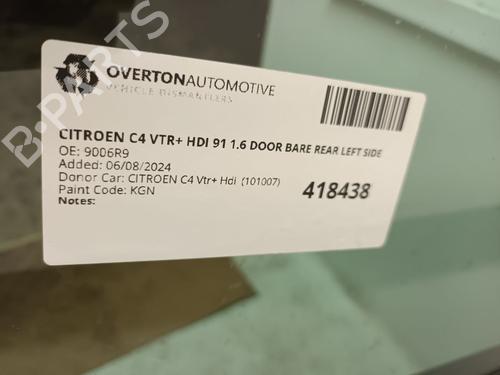 OVERTONAUTOMOTIVE
VEHICLE DISMANTLERS
CITROEN C4 VTR+ HDI 91 1.6 DOOR BARE REAR LEFT SIDE
OE: 9006R9
Added: 06/08/2024
Donor Car: CITROEN C4 Vtr+ Hdi (101007)
418438
Paint Code: KGN
Notes:
B-PARTS